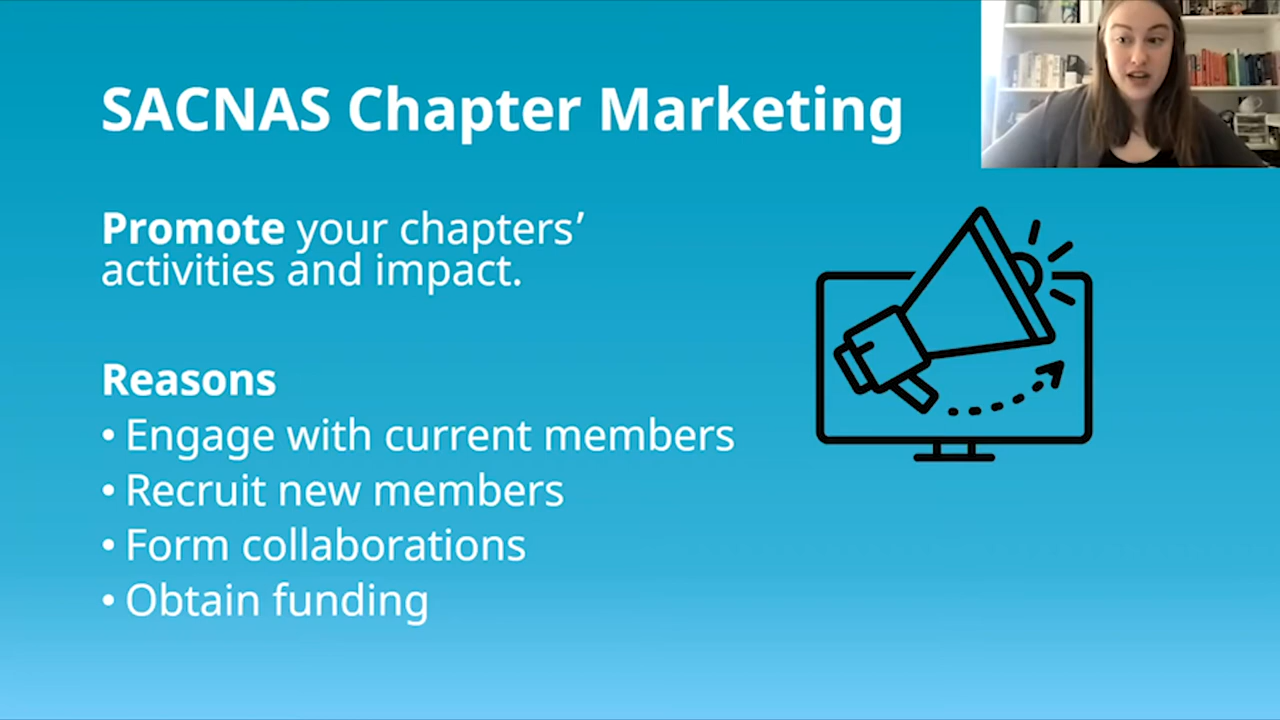 SACNAS Chapter Marketing
Promote your chapters’
activities and impact.
Reasons
• Engage with current members
• Recruit new members
• Form collaborations
• Obtain funding